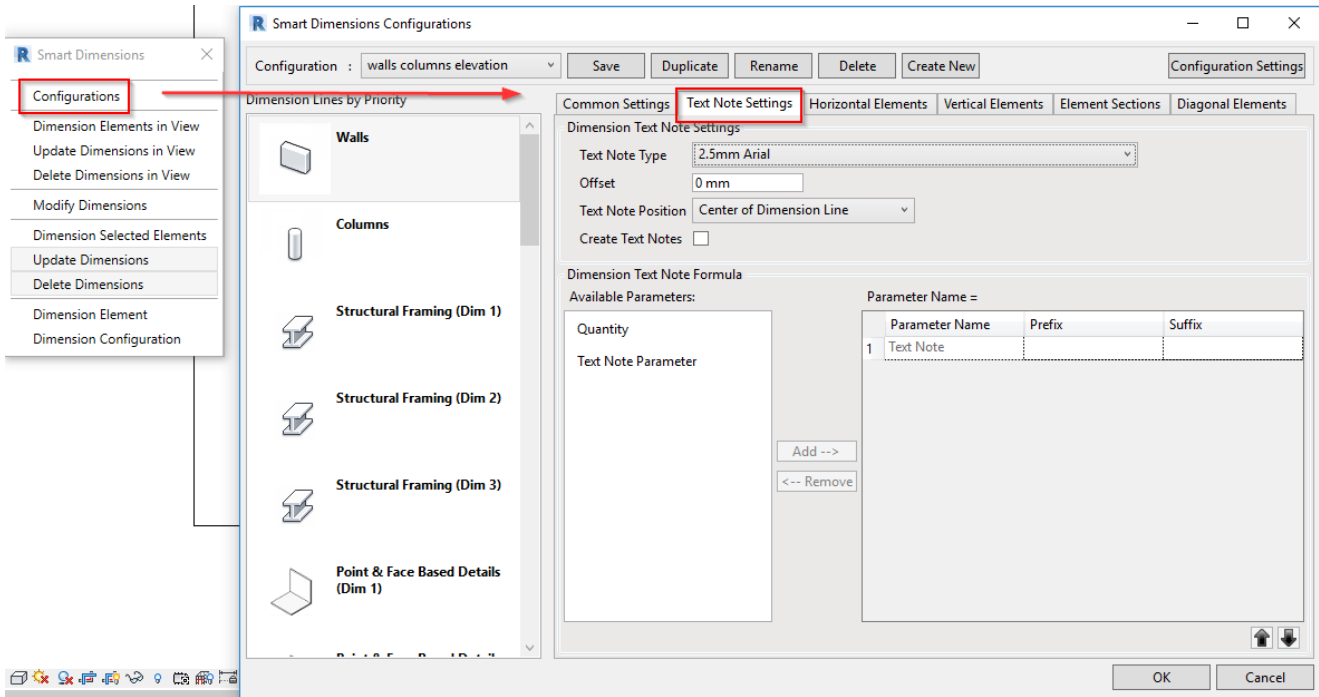 Smart Dimensions
Configurations
Dimension Elements in View
Update Dimensions in View
Delete Dimensions in View
Modify Dimensions
Dimension Selected Elements
Update Dimensions
Delete Dimensions
Dimension Element
Dimension Configuration
Smart Dimensions Configurations
Configuration : walls columns elevation Save Duplicate Rename Delete Create New Configuration Settings
Dimension Lines by Priority
Walls
Columns
Structural Framing (Dim 1)
Structural Framing (Dim 2)
Structural Framing (Dim 3)
Point & Face Based Details
(Dim 1)
Common Settings Text Note Settings Horizontal Elements Vertical Elements Element Sections Diagonal Elements
Dimension Text Note Settings
Text Note Type 2.5mm Arial
Offset 0 mm
Text Note Position Center of Dimension Line
Create Text Notes
Dimension Text Note Formula
Available Parameters:
Quantity
Text Note Parameter
Add -->
<-- Remove
Parameter Name =
Parameter Name Prefix Suffix
1 Text Note
OK Cancel